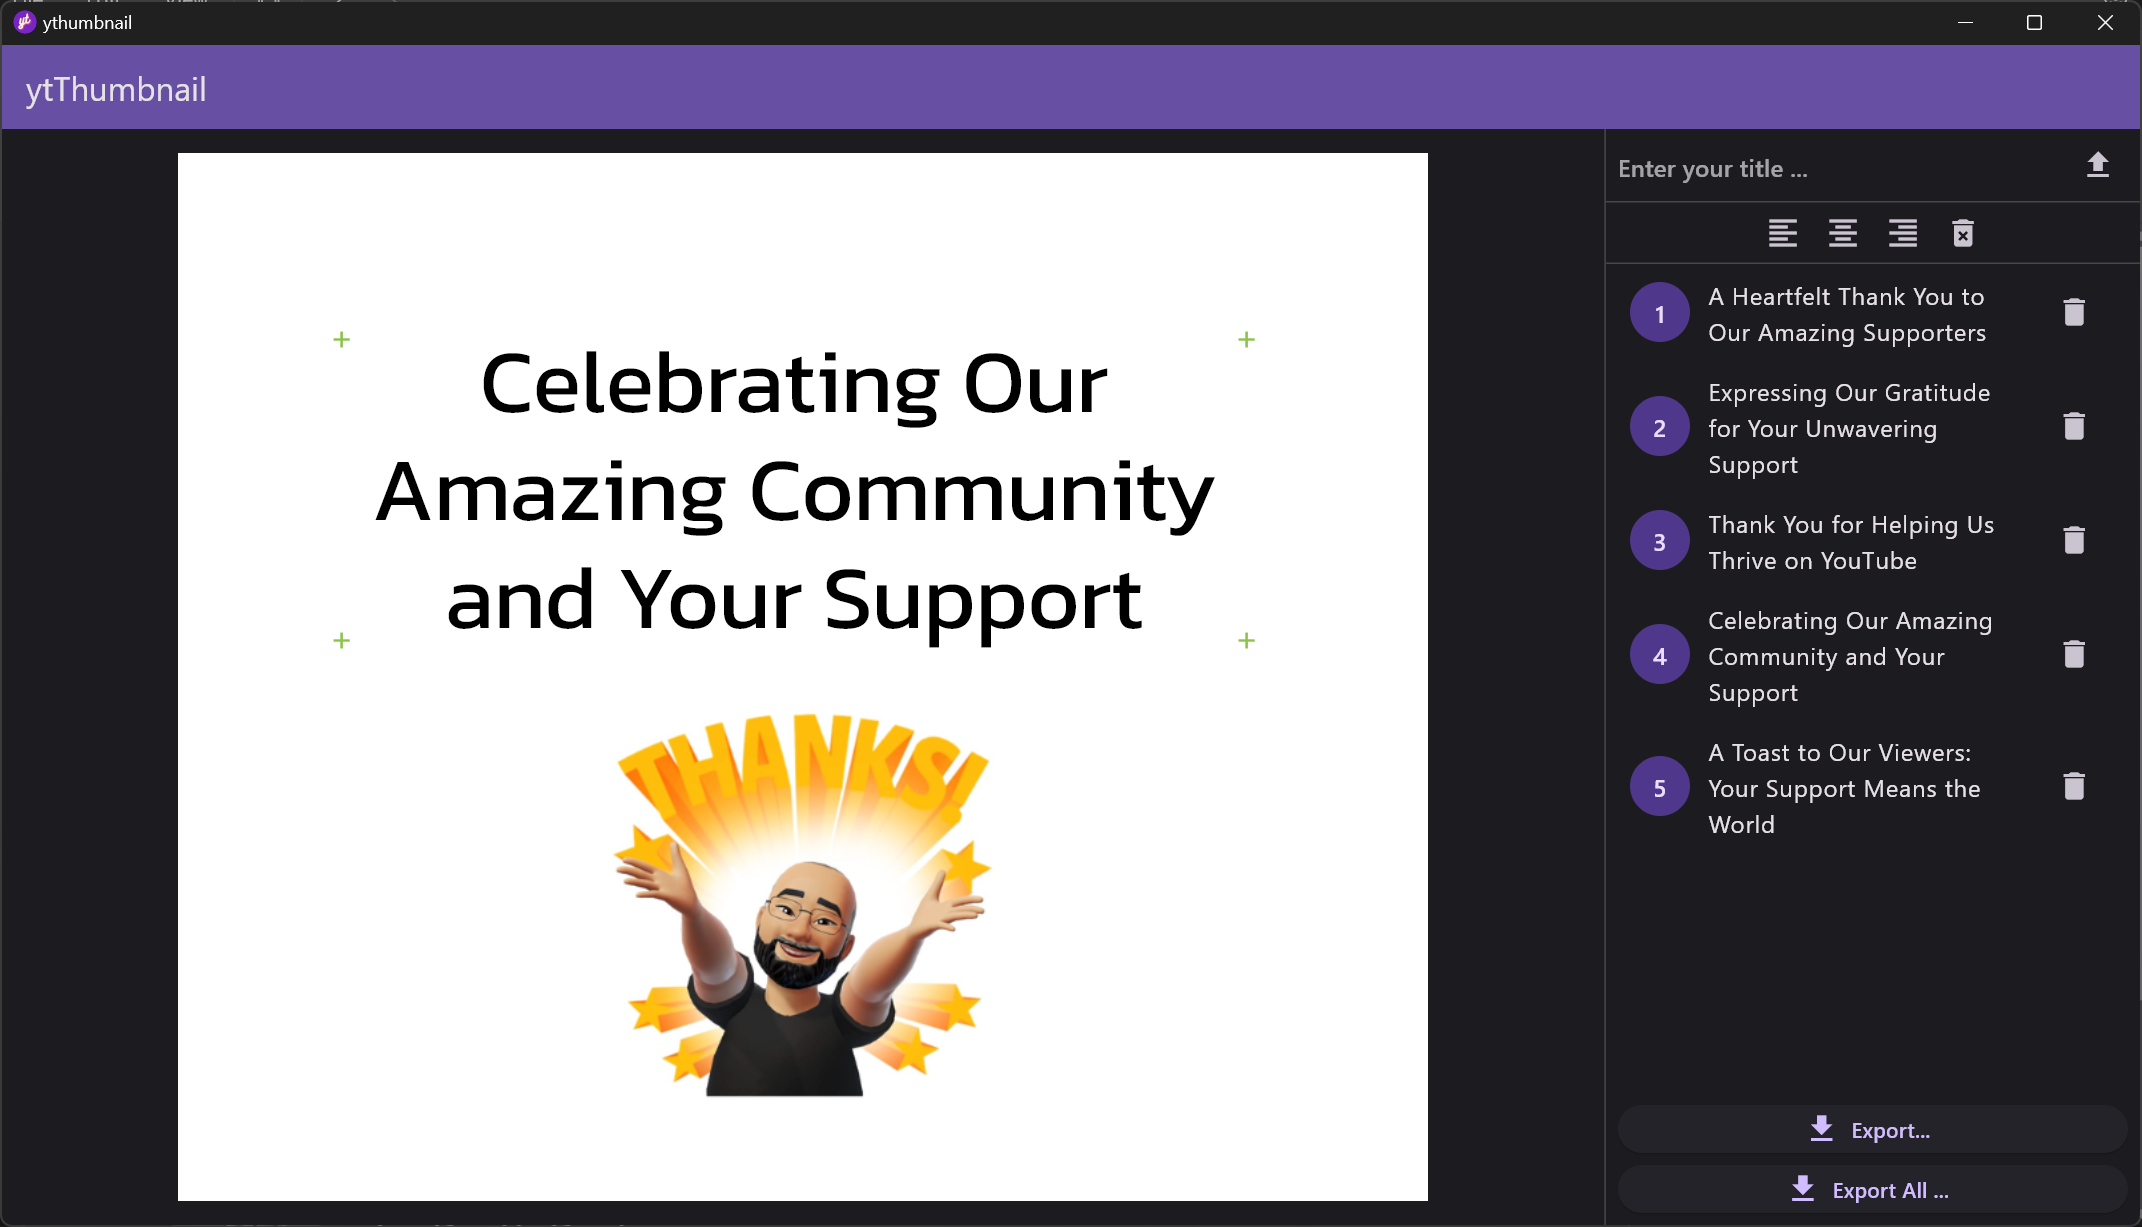 ythumbnail
ytThumbnail
Celebrating Our
Amazing Community
and Your Support
THANKS!
Enter your title ...
1
A Heartfelt Thank You to
Our Amazing Supporters
2
Expressing Our Gratitude
for Your Unwavering
Support
3
Thank You for Helping Us
Thrive on YouTube
4
Celebrating Our Amazing
Community and Your
Support
5
A Toast to Our Viewers:
Your Support Means the
World
Export...
Export All ...